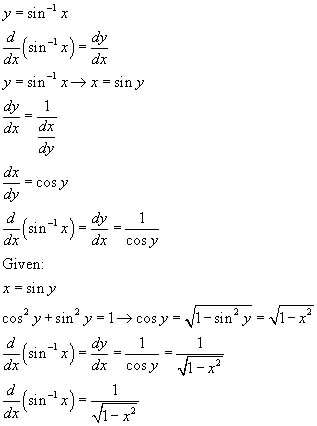 y = sin⁻¹ x
d/dx (sin⁻¹ x) = dy/dx
y = sin⁻¹ x → x = sin y
dy/dx = 1/(dx/dy)
dx/dy = cos y
d/dx (sin⁻¹ x) = dy/dx = 1/cos y
Given:
x = sin y
cos² y + sin² y = 1 → cos y = √(1 − sin² y) = √(1 − x²)
d/dx (sin⁻¹ x) = dy/dx = 1/cos y = 1/√(1 − x²)
d/dx (sin⁻¹ x) = 1/√(1 − x²)